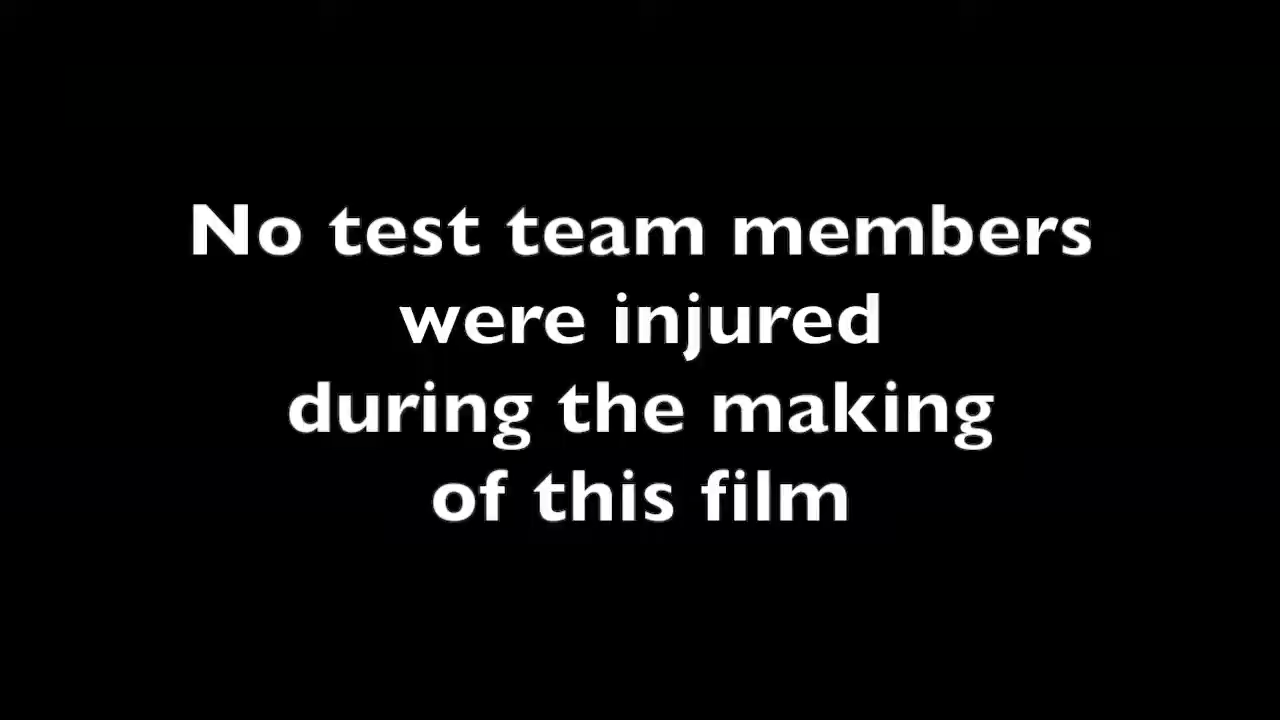 No test team members
were injured
during the making
of this film